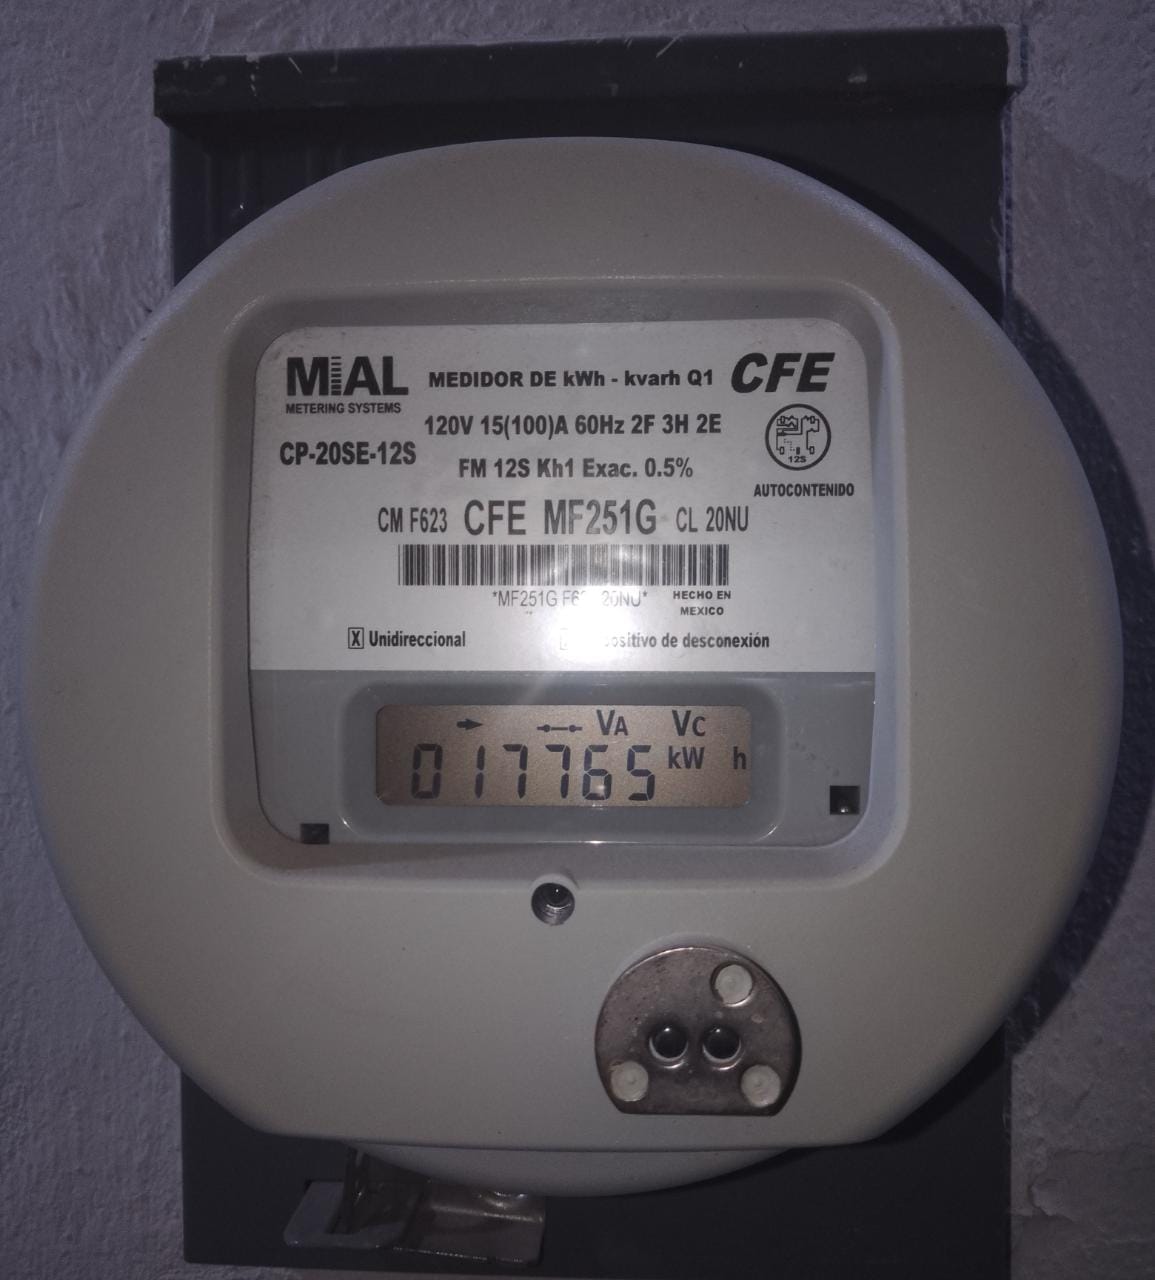 MIAL
METERING SYSTEMS
MEDIDOR DE kWh - kvarh Q1
CFE
120V 15(100)A 60Hz 2F 3H 2E
CP-20SE-12S
FM 12S Kh1 Exac. 0.5%
12S
AUTOCONTENIDO
CM F623 CFE MF251G CL 20NU
*MF251G 20NU*
HECHO EN
MEXICO
X Unidireccional
de desconexión
VA VC
017765 kW h